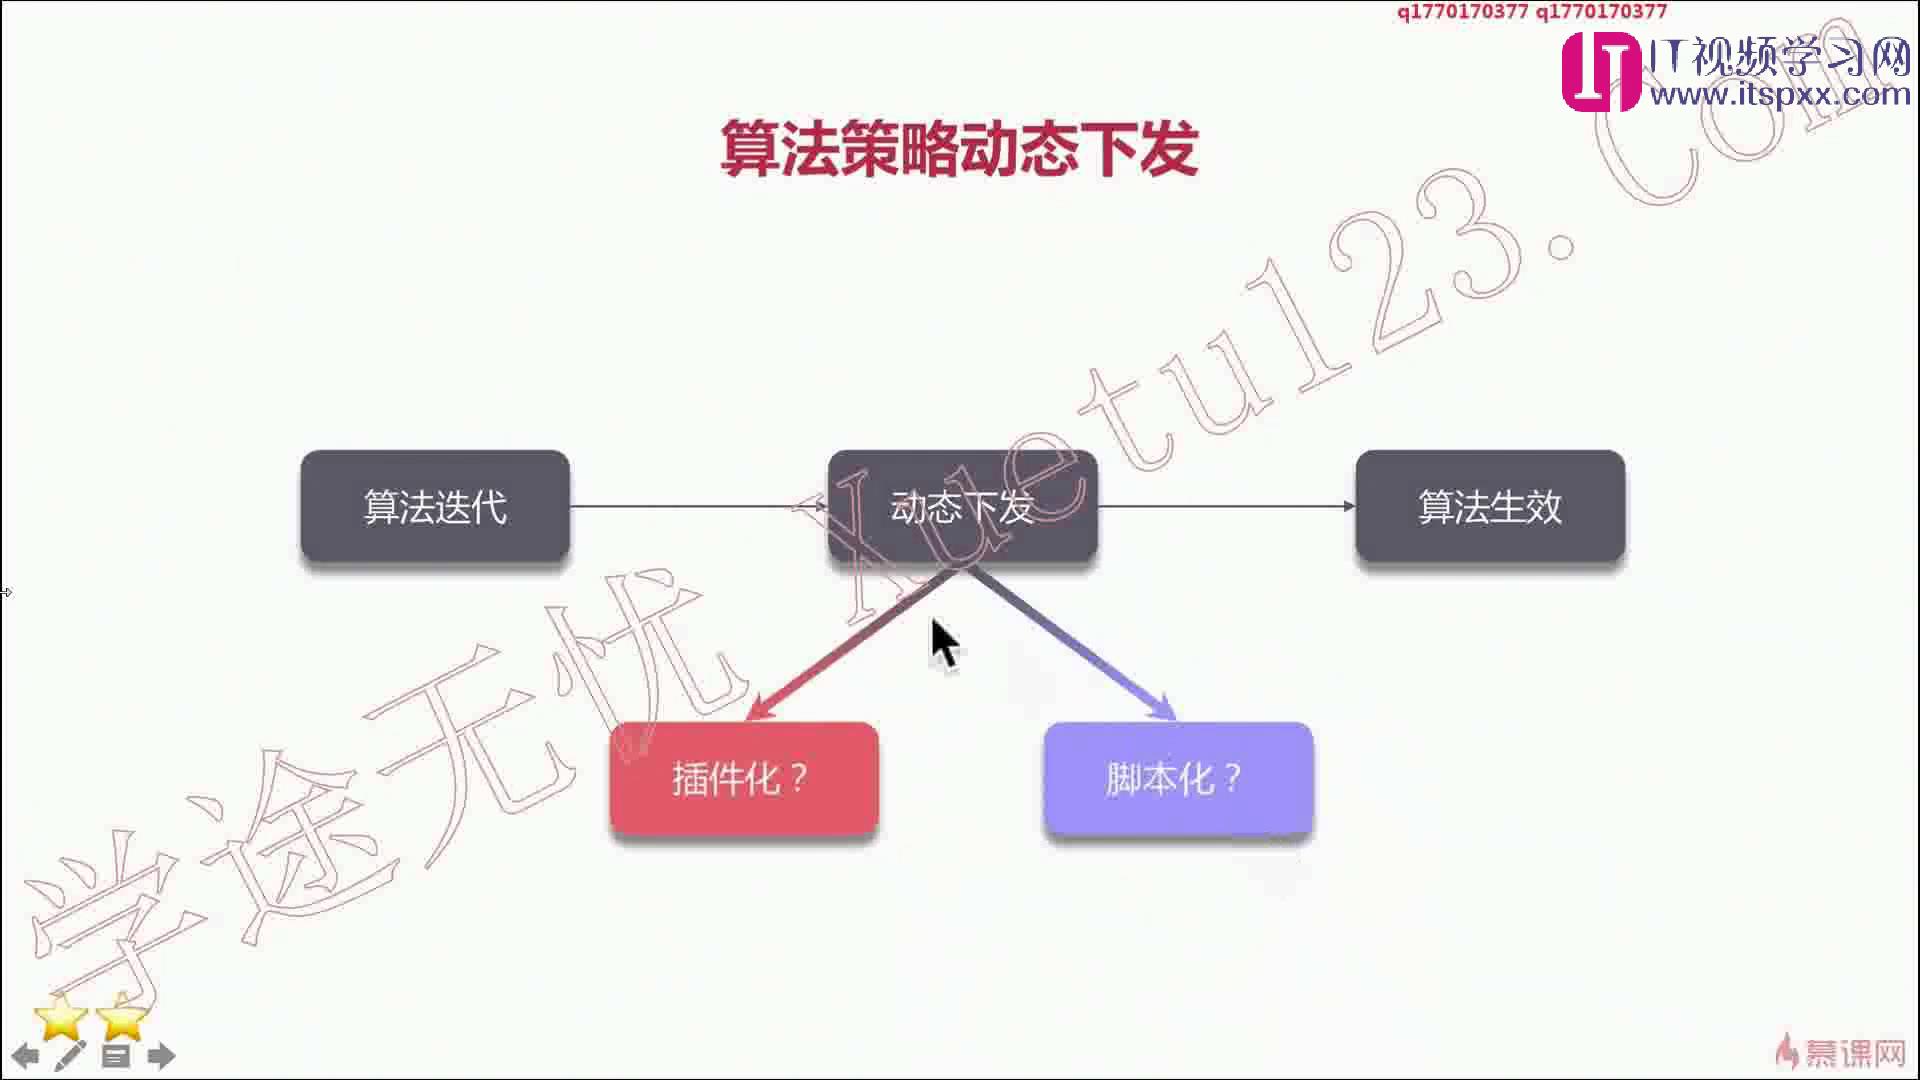 q1770170377 q1770170377
IT视频学习网
www.itspxx.com
算法策略动态下发
算法迭代
动态下发
算法生效
插件化？
脚本化？
学途无忧 Xuetu123.Com
慕课网